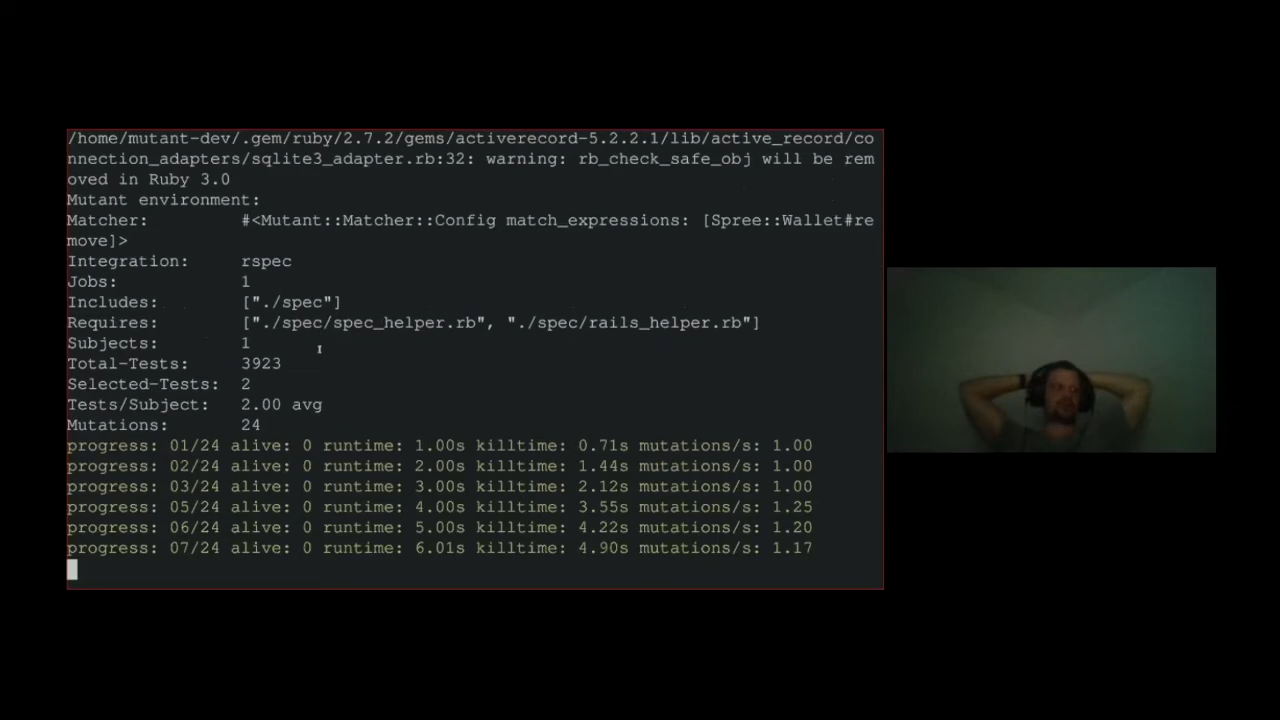 /home/mutant-dev/.gem/ruby/2.7.2/gems/activerecord-5.2.2.1/lib/active_record/co
nnection_adapters/sqlite3_adapter.rb:32: warning: rb_check_safe_obj will be rem
oved in Ruby 3.0
Mutant environment:
Matcher:         #<Mutant::Matcher::Config match_expressions: [Spree::Wallet#re
move]>
Integration:     rspec
Jobs:            1
Includes:        ["./spec"]
Requires:        ["./spec/spec_helper.rb", "./spec/rails_helper.rb"]
Subjects:        1
Total-Tests:     3923
Selected-Tests:  2
Tests/Subject:   2.00 avg
Mutations:       24
progress: 01/24 alive: 0 runtime: 1.00s killtime: 0.71s mutations/s: 1.00
progress: 02/24 alive: 0 runtime: 2.00s killtime: 1.44s mutations/s: 1.00
progress: 03/24 alive: 0 runtime: 3.00s killtime: 2.12s mutations/s: 1.00
progress: 05/24 alive: 0 runtime: 4.00s killtime: 3.55s mutations/s: 1.25
progress: 06/24 alive: 0 runtime: 5.00s killtime: 4.22s mutations/s: 1.20
progress: 07/24 alive: 0 runtime: 6.01s killtime: 4.90s mutations/s: 1.17